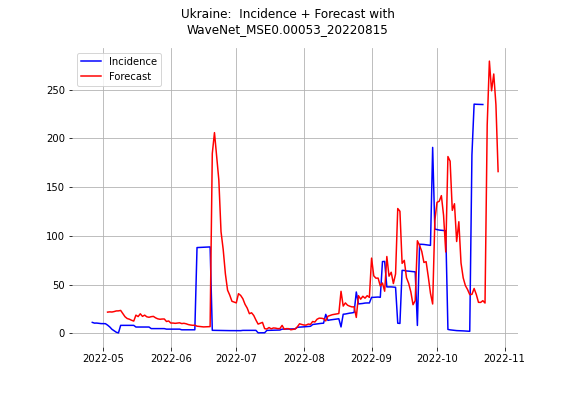 Ukraine:  Incidence + Forecast with
WaveNet_MSE0.00053_20220815
Incidence
Forecast
250
200
150
100
50
0
2022-05 2022-06 2022-07 2022-08 2022-09 2022-10 2022-11